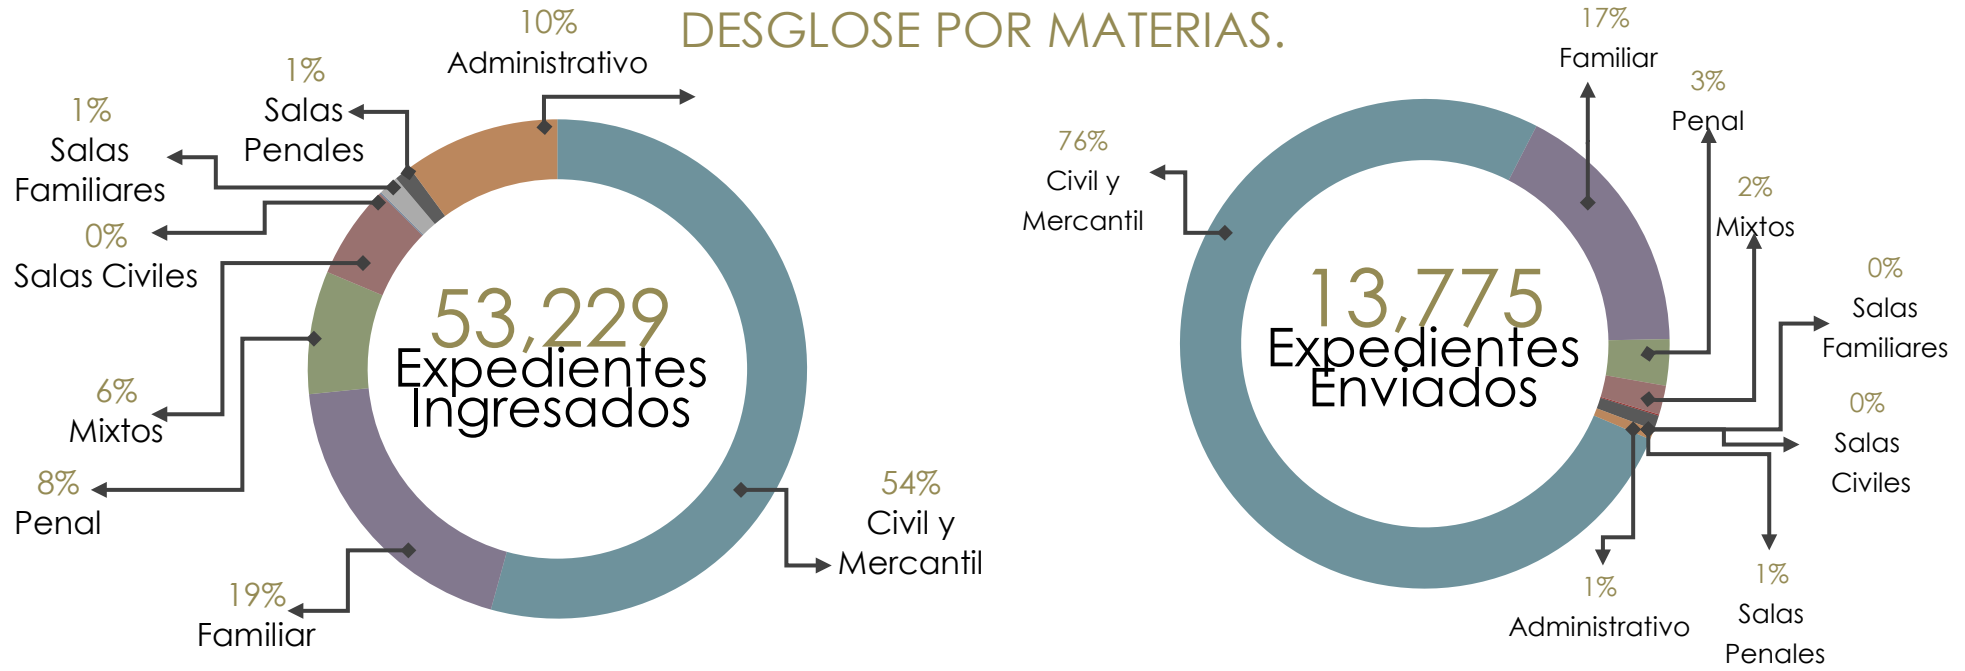 DESGLOSE POR MATERIAS.
10%
Administrativo
1%
Salas
Penales
1%
Salas
Familiares
0%
Salas Civiles
6%
Mixtos
8%
Penal
19%
Familiar
54%
Civil y
Mercantil
53,229
Expedientes
Ingresados
76%
Civil y
Mercantil
17%
Familiar
3%
Penal
2%
Mixtos
0%
Salas
Familiares
0%
Salas
Civiles
1%
Salas
Penales
1%
Administrativo
13,775
Expedientes
Enviados